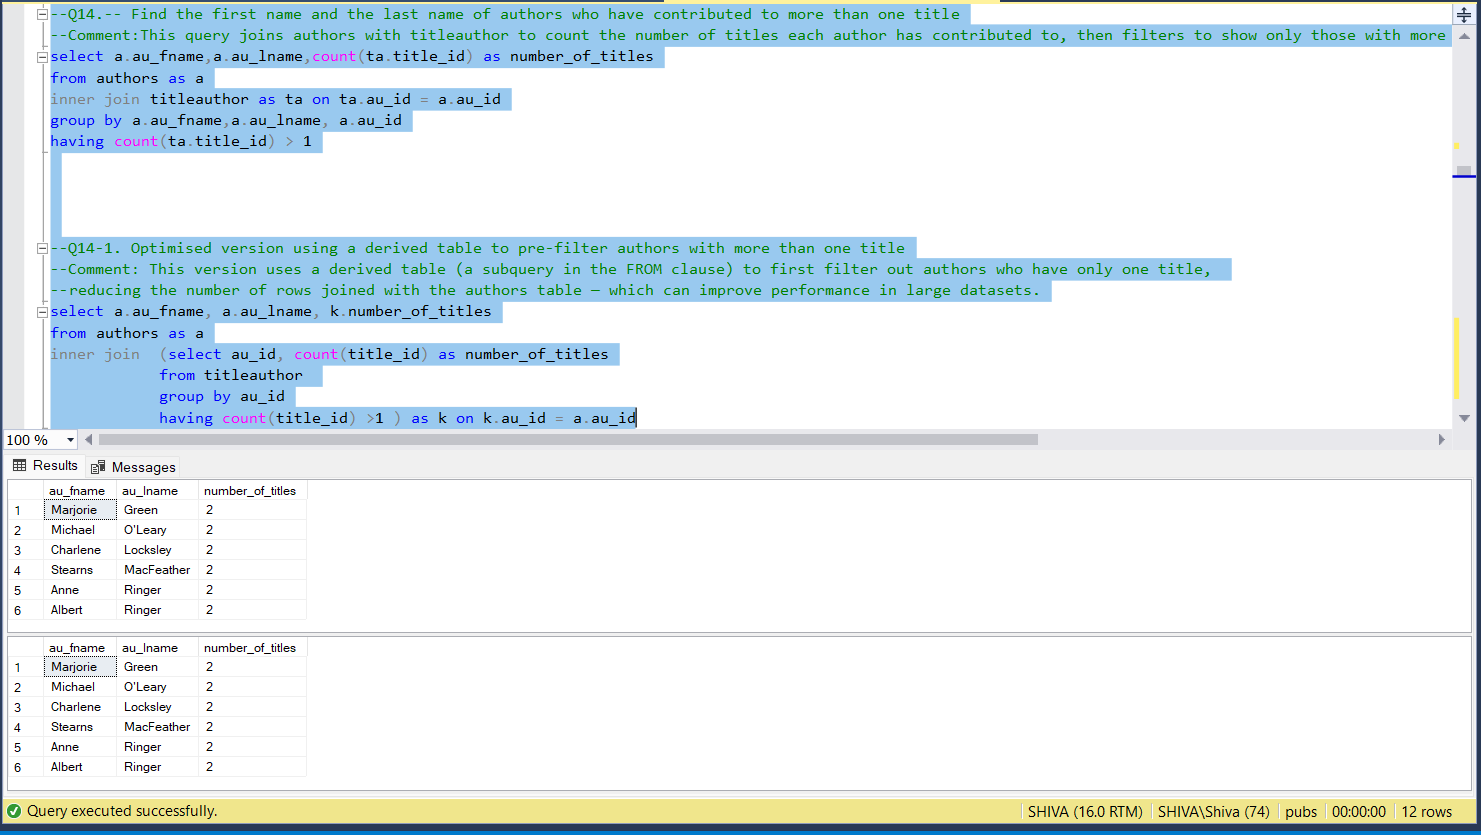 --Q14.-- Find the first name and the last name of authors who have contributed to more than one title
--Comment:This query joins authors with titleauthor to count the number of titles each author has contributed to, then filters to show only those with more
select a.au_fname,a.au_lname,count(ta.title_id) as number_of_titles
from authors as a
inner join titleauthor as ta on ta.au_id = a.au_id
group by a.au_fname,a.au_lname, a.au_id
having count(ta.title_id) > 1
--Q14-1. Optimised version using a derived table to pre-filter authors with more than one title
--Comment: This version uses a derived table (a subquery in the FROM clause) to first filter out authors who have only one title,
--reducing the number of rows joined with the authors table — which can improve performance in large datasets.
select a.au_fname, a.au_lname, k.number_of_titles
from authors as a
inner join  (select au_id, count(title_id) as number_of_titles
from titleauthor
group by au_id
having count(title_id) >1 ) as k on k.au_id = a.au_id
100 %
Results Messages
au_fname au_lname number_of_titles
1 Marjorie Green 2
2 Michael O'Leary 2
3 Charlene Locksley 2
4 Stearns MacFeather 2
5 Anne Ringer 2
6 Albert Ringer 2
au_fname au_lname number_of_titles
1 Marjorie Green 2
2 Michael O'Leary 2
3 Charlene Locksley 2
4 Stearns MacFeather 2
5 Anne Ringer 2
6 Albert Ringer 2
Query executed successfully. SHIVA (16.0 RTM) SHIVA\Shiva (74) pubs 00:00:00 12 rows